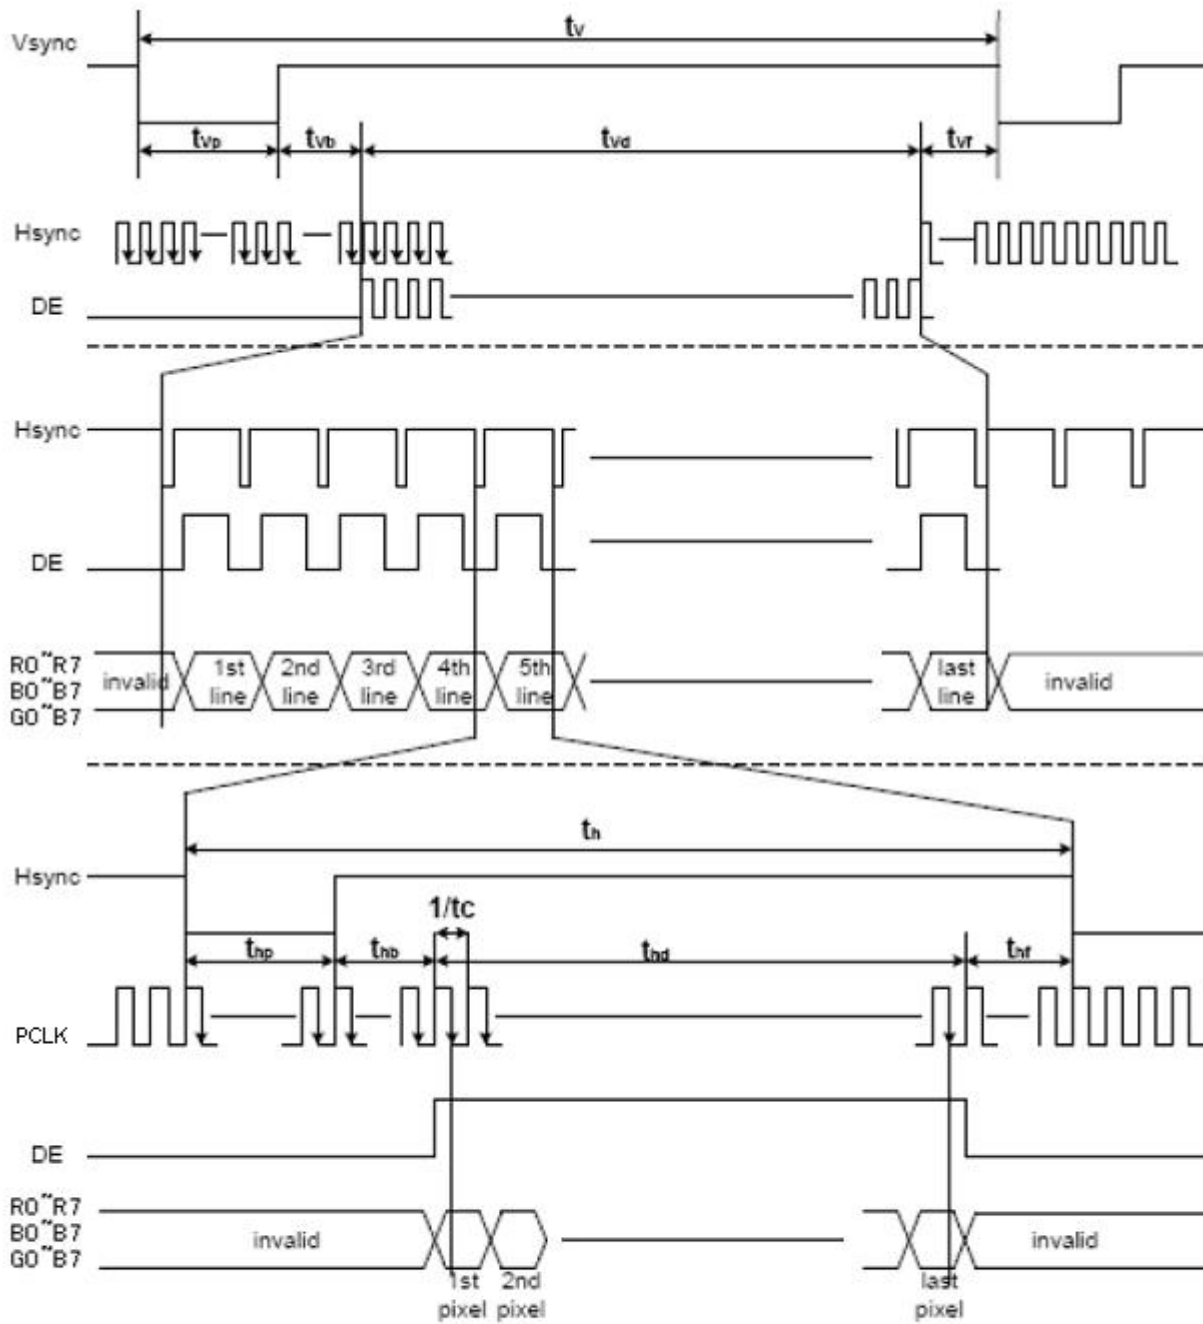 tv
Vsync
tvp tvb tvd tvf
Hsync
DE
Hsync
DE
R0~R7
B0~B7
G0~B7
invalid 1st line 2nd line 3rd line 4th line 5th line last line invalid
th
Hsync
1/tc
thp thb thd thf
PCLK
DE
R0~R7
B0~B7
G0~B7
invalid invalid
1st pixel 2nd pixel last pixel